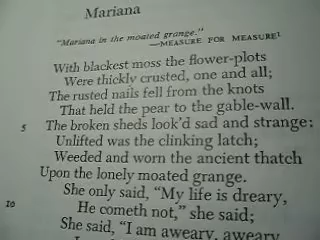 Mariana
"Mariana in the moated grange."
—MEASURE FOR MEASURE¹
With blackest moss the flower-plots
Were thickly crusted, one and all;
The rusted nails fell from the knots
That held the pear to the gable-wall.
5 The broken sheds look'd sad and strange:
Unlifted was the clinking latch;
Weeded and worn the ancient thatch
Upon the lonely moated grange.
She only said, "My life is dreary,
10 He cometh not," she said;
She said, "I am aweary, aweary